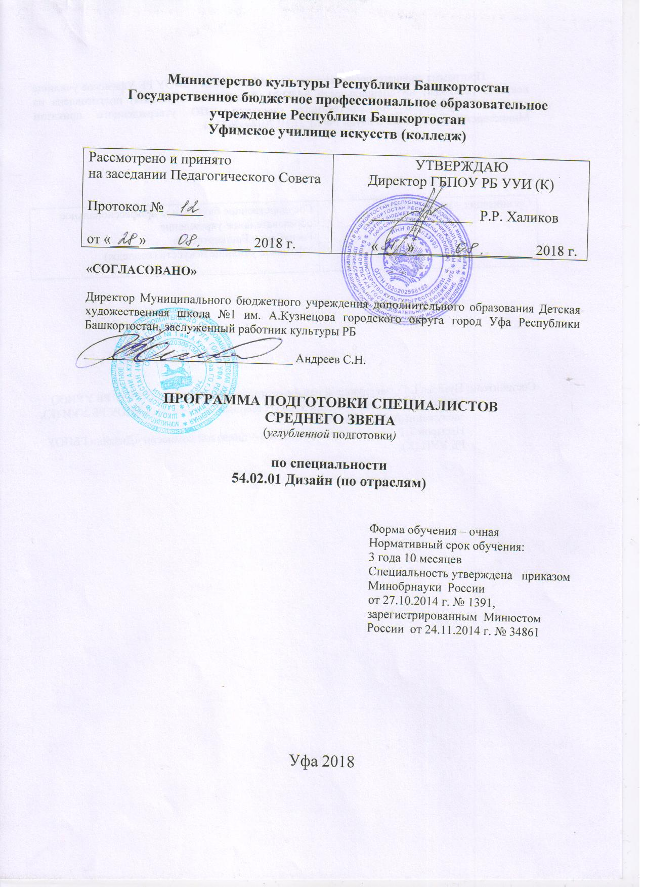 Министерство культуры Республики Башкортостан
Государственное бюджетное профессиональное образовательное
учреждение Республики Башкортостан
Уфимское училище искусств (колледж)
Рассмотрено и принято
на заседании Педагогического Совета
Протокол № 12
от « 28 » 08. 2018 г.
УТВЕРЖДАЮ
Директор ГБПОУ РБ УУИ (К)
Р.Р. Халиков
« » 08. 2018 г.
«СОГЛАСОВАНО»
Директор Муниципального бюджетного учреждения дополнительного образования Детская
художественная школа №1 им. А.Кузнецова городского округа город Уфа Республики
Башкортостан, заслуженный работник культуры РБ
Андреев С.Н.
ПРОГРАММА ПОДГОТОВКИ СПЕЦИАЛИСТОВ
СРЕДНЕГО ЗВЕНА
(углубленной подготовки)
по специальности
54.02.01 Дизайн (по отраслям)
Форма обучения – очная
Нормативный срок обучения:
3 года 10 месяцев
Специальность утверждена приказом
Минобрнауки России
от 27.10.2014 г. № 1391,
зарегистрированным Минюстом
России от 24.11.2014 г. № 34861
Уфа 2018